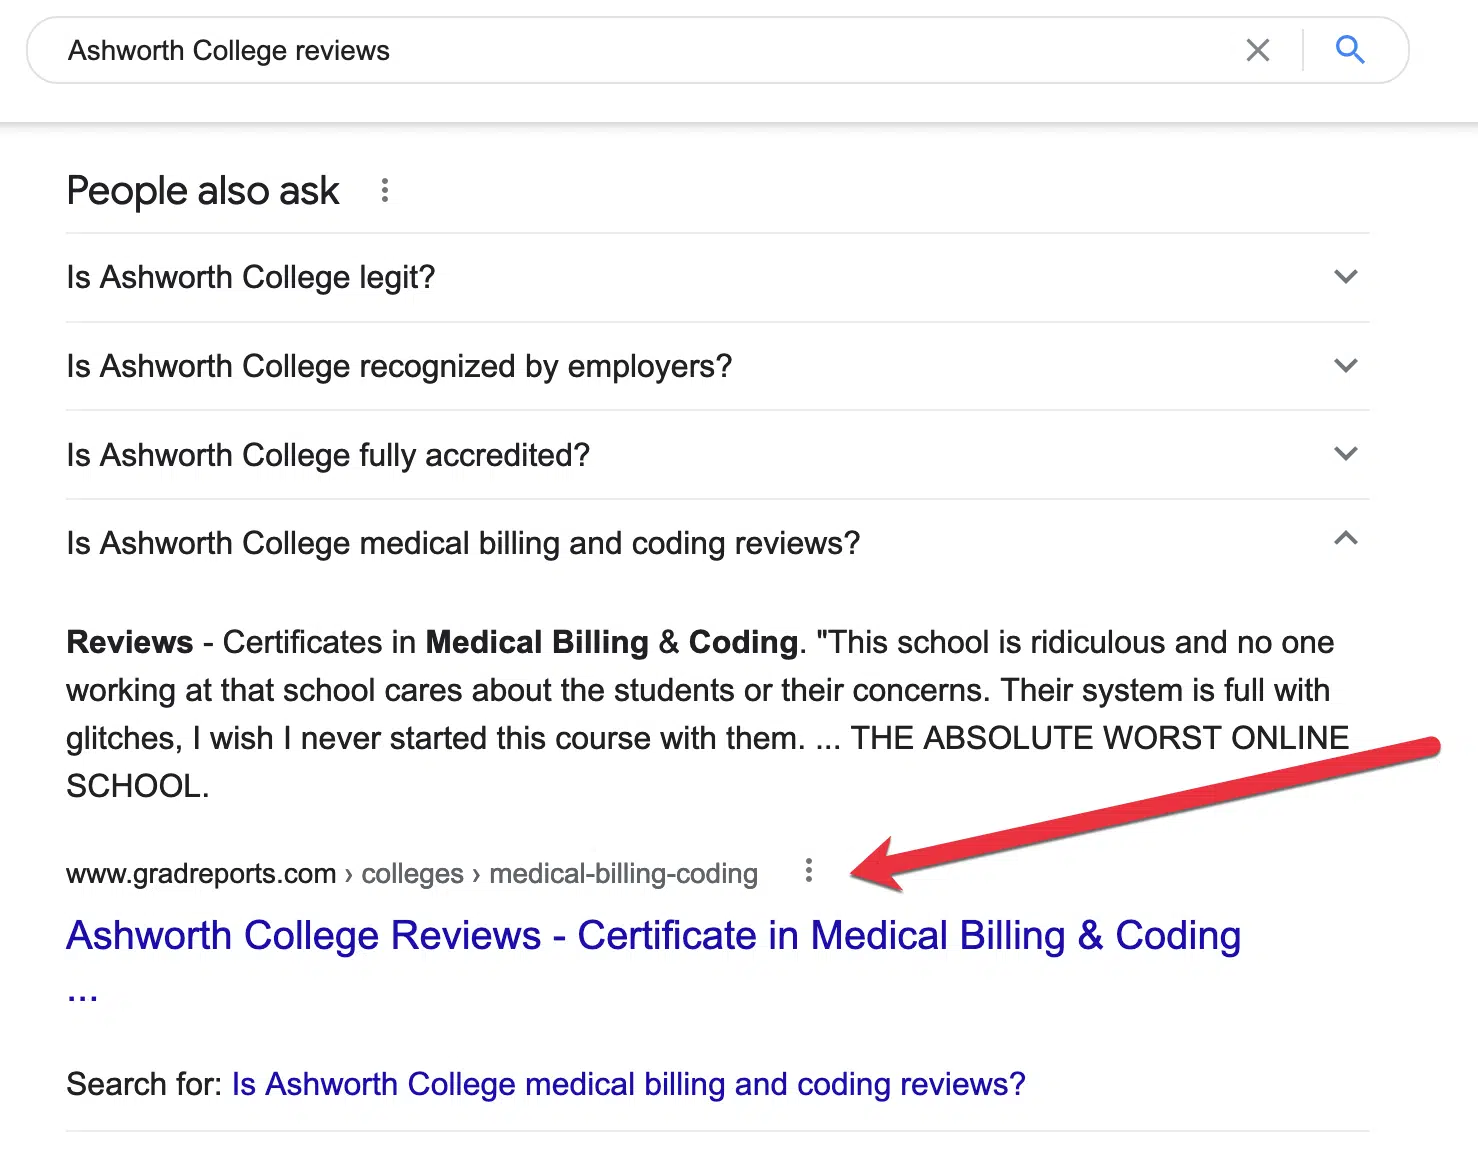 Ashworth College reviews
People also ask
Is Ashworth College legit?
Is Ashworth College recognized by employers?
Is Ashworth College fully accredited?
Is Ashworth College medical billing and coding reviews?
Reviews - Certificates in Medical Billing & Coding. "This school is ridiculous and no one
working at that school cares about the students or their concerns. Their system is full with
glitches, I wish I never started this course with them. ... THE ABSOLUTE WORST ONLINE
SCHOOL.
www.gradreports.com › colleges › medical-billing-coding
Ashworth College Reviews - Certificate in Medical Billing & Coding
...
Search for: Is Ashworth College medical billing and coding reviews?